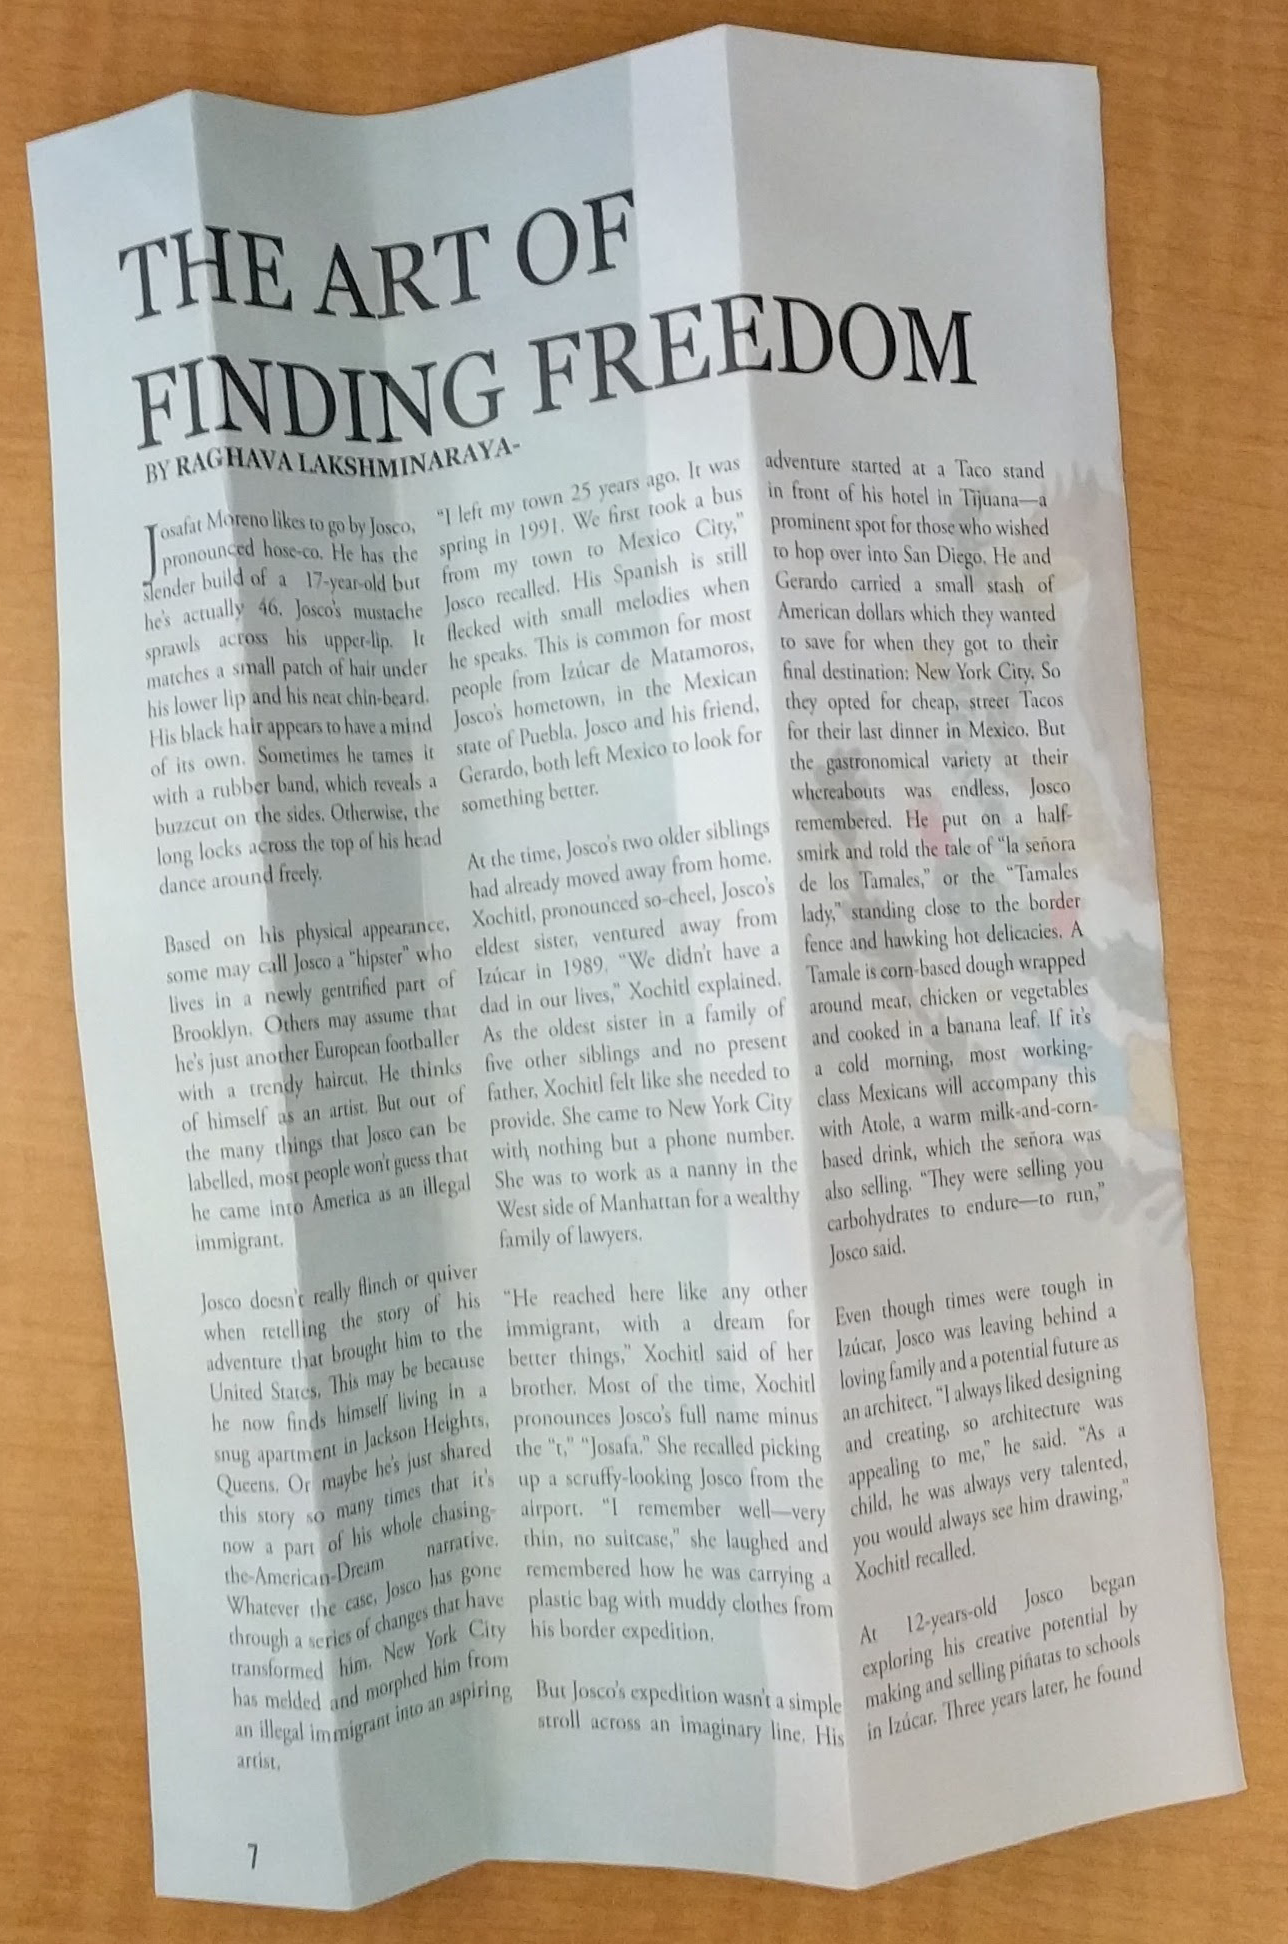 THE ART OF
FINDING FREEDOM
BY RAGHAVA LAKSHMINARAYA-
Josafat Moreno likes to go by Josco,
pronounced hose-co. He has the
slender build of a 17-year-old but
he's actually 46. Josco's mustache
sprawls across his upper-lip. It
matches a small patch of hair under
his lower lip and his neat chin-beard.
His black hair appears to have a mind
of its own. Sometimes he tames it
with a rubber band, which reveals a
buzzcut on the sides. Otherwise, the
long locks across the top of his head
dance around freely.
Based on his physical appearance,
some may call Josco a “hipster” who
lives in a newly gentrified part of
Brooklyn. Others may assume that
he's just another European footballer
with a trendy haircut. He thinks
of himself as an artist. But out of
the many things that Josco can be
labelled, most people won't guess that
he came into America as an illegal
immigrant.
Josco doesn't really flinch or quiver
when retelling the story of his
adventure that brought him to the
United States. This may be because
he now finds himself living in a
snug apartment in Jackson Heights,
Queens. Or maybe he's just shared
this story so many times that it's
now a part of his whole chasing-
the-American-Dream narrative.
Whatever the case, Josco has gone
through a series of changes that have
transformed him. New York City
has melded and morphed him from
an illegal immigrant into an aspiring
artist.
“I left my town 25 years ago. It was
spring in 1991. We first took a bus
from my town to Mexico City,”
Josco recalled. His Spanish is still
flecked with small melodies when
he speaks. This is common for most
people from Izúcar de Matamoros,
Josco's hometown, in the Mexican
state of Puebla. Josco and his friend,
Gerardo, both left Mexico to look for
something better.
At the time, Josco's two older siblings
had already moved away from home.
Xochitl, pronounced so-cheel, Josco's
eldest sister, ventured away from
Izúcar in 1989. “We didn't have a
dad in our lives,” Xochitl explained.
As the oldest sister in a family of
five other siblings and no present
father, Xochitl felt like she needed to
provide. She came to New York City
with nothing but a phone number.
She was to work as a nanny in the
West side of Manhattan for a wealthy
family of lawyers.
“He reached here like any other
immigrant, with a dream for
better things,” Xochitl said of her
brother. Most of the time, Xochitl
pronounces Josco's full name minus
the “t,” “Josafa.” She recalled picking
up a scruffy-looking Josco from the
airport. “I remember well—very
thin, no suitcase,” she laughed and
remembered how he was carrying a
plastic bag with muddy clothes from
his border expedition.
But Josco's expedition wasn't a simple
stroll across an imaginary line. His
adventure started at a Taco stand
in front of his hotel in Tijuana—a
prominent spot for those who wished
to hop over into San Diego. He and
Gerardo carried a small stash of
American dollars which they wanted
to save for when they got to their
final destination: New York City. So
they opted for cheap, street Tacos
for their last dinner in Mexico. But
the gastronomical variety at their
whereabouts was endless, Josco
remembered. He put on a half-
smirk and told the tale of “la señora
de los Tamales,” or the “Tamales
lady,” standing close to the border
fence and hawking hot delicacies. A
Tamale is corn-based dough wrapped
around meat, chicken or vegetables
and cooked in a banana leaf. If it's
a cold morning, most working-
class Mexicans will accompany this
with Atole, a warm milk-and-corn-
based drink, which the señora was
also selling. “They were selling you
carbohydrates to endure—to run,”
Josco said.
Even though times were tough in
Izúcar, Josco was leaving behind a
loving family and a potential future as
an architect. “I always liked designing
and creating, so architecture was
appealing to me,” he said. “As a
child, he was always very talented,
you would always see him drawing,”
Xochitl recalled.
At 12-years-old Josco began
exploring his creative potential by
making and selling piñatas to schools
in Izúcar. Three years later, he found
7